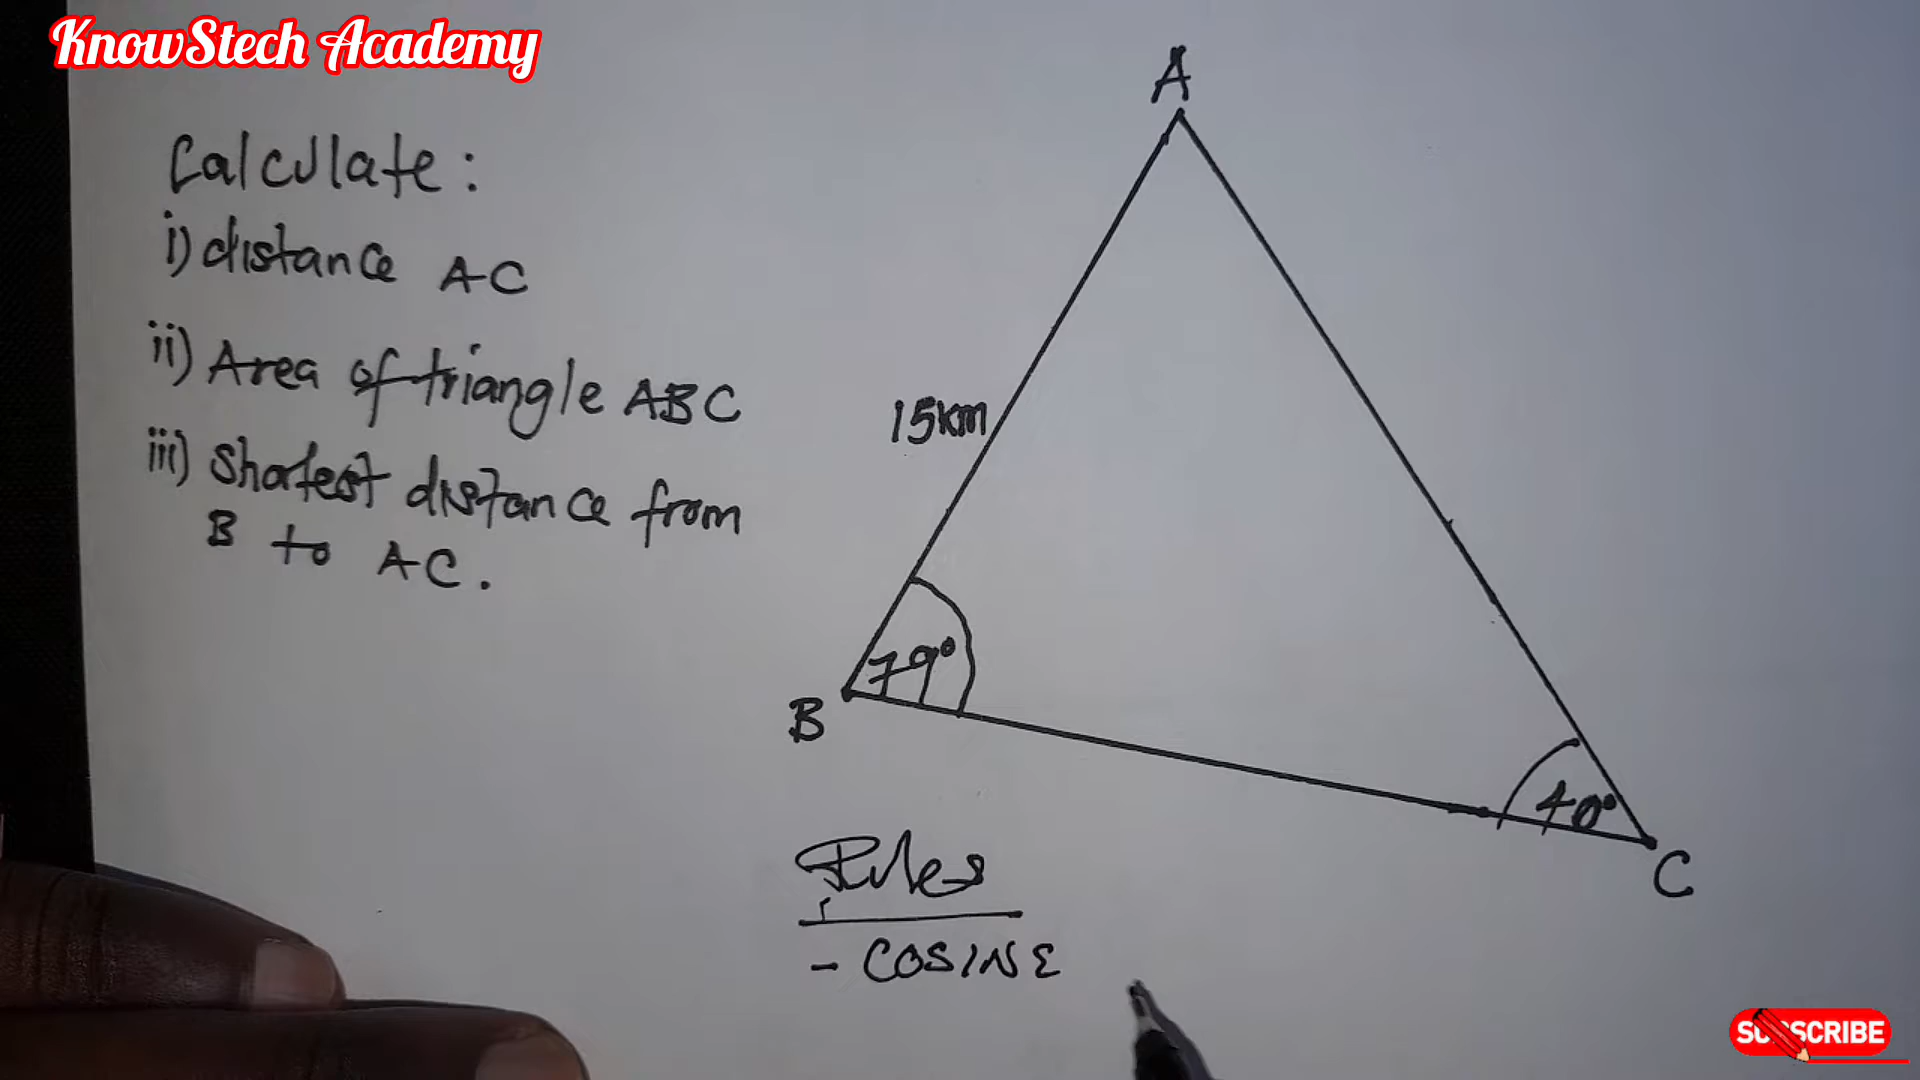 KnowStech Academy
Calculate:
i) distance AC
ii) Area of triangle ABC
iii) Shortest distance from
B to AC.
A
15km
79°
B
40°
C
Rules
- COSINE
SUBSCRIBE